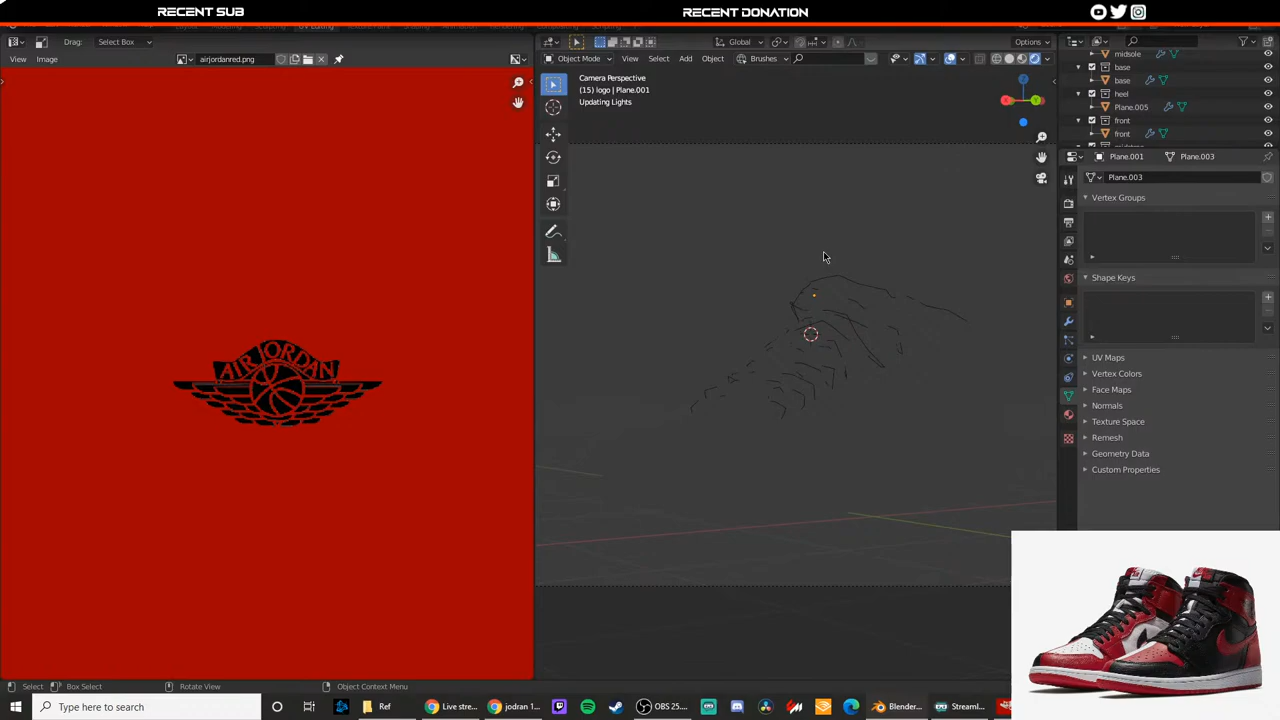 RECENT SUB
RECENT DONATION
Drag:
Select Box
Global
Options
View
Image
airjordanred.png
Object Mode
View
Select
Add
Object
Brushes
Camera Perspective
(15) logo | Plane.001
Updating Lights
midsole
base
base
heel
Plane.005
front
front
Plane.001
Plane.003
Plane.003
Vertex Groups
Shape Keys
UV Maps
Vertex Colors
Face Maps
Normals
Texture Space
Remesh
Geometry Data
Custom Properties
AIR JORDAN
Select
Box Select
Rotate View
Object Context Menu
Type here to search
Ref
Live stre...
jodran 1...
OBS 25....
Blender...
Streaml...